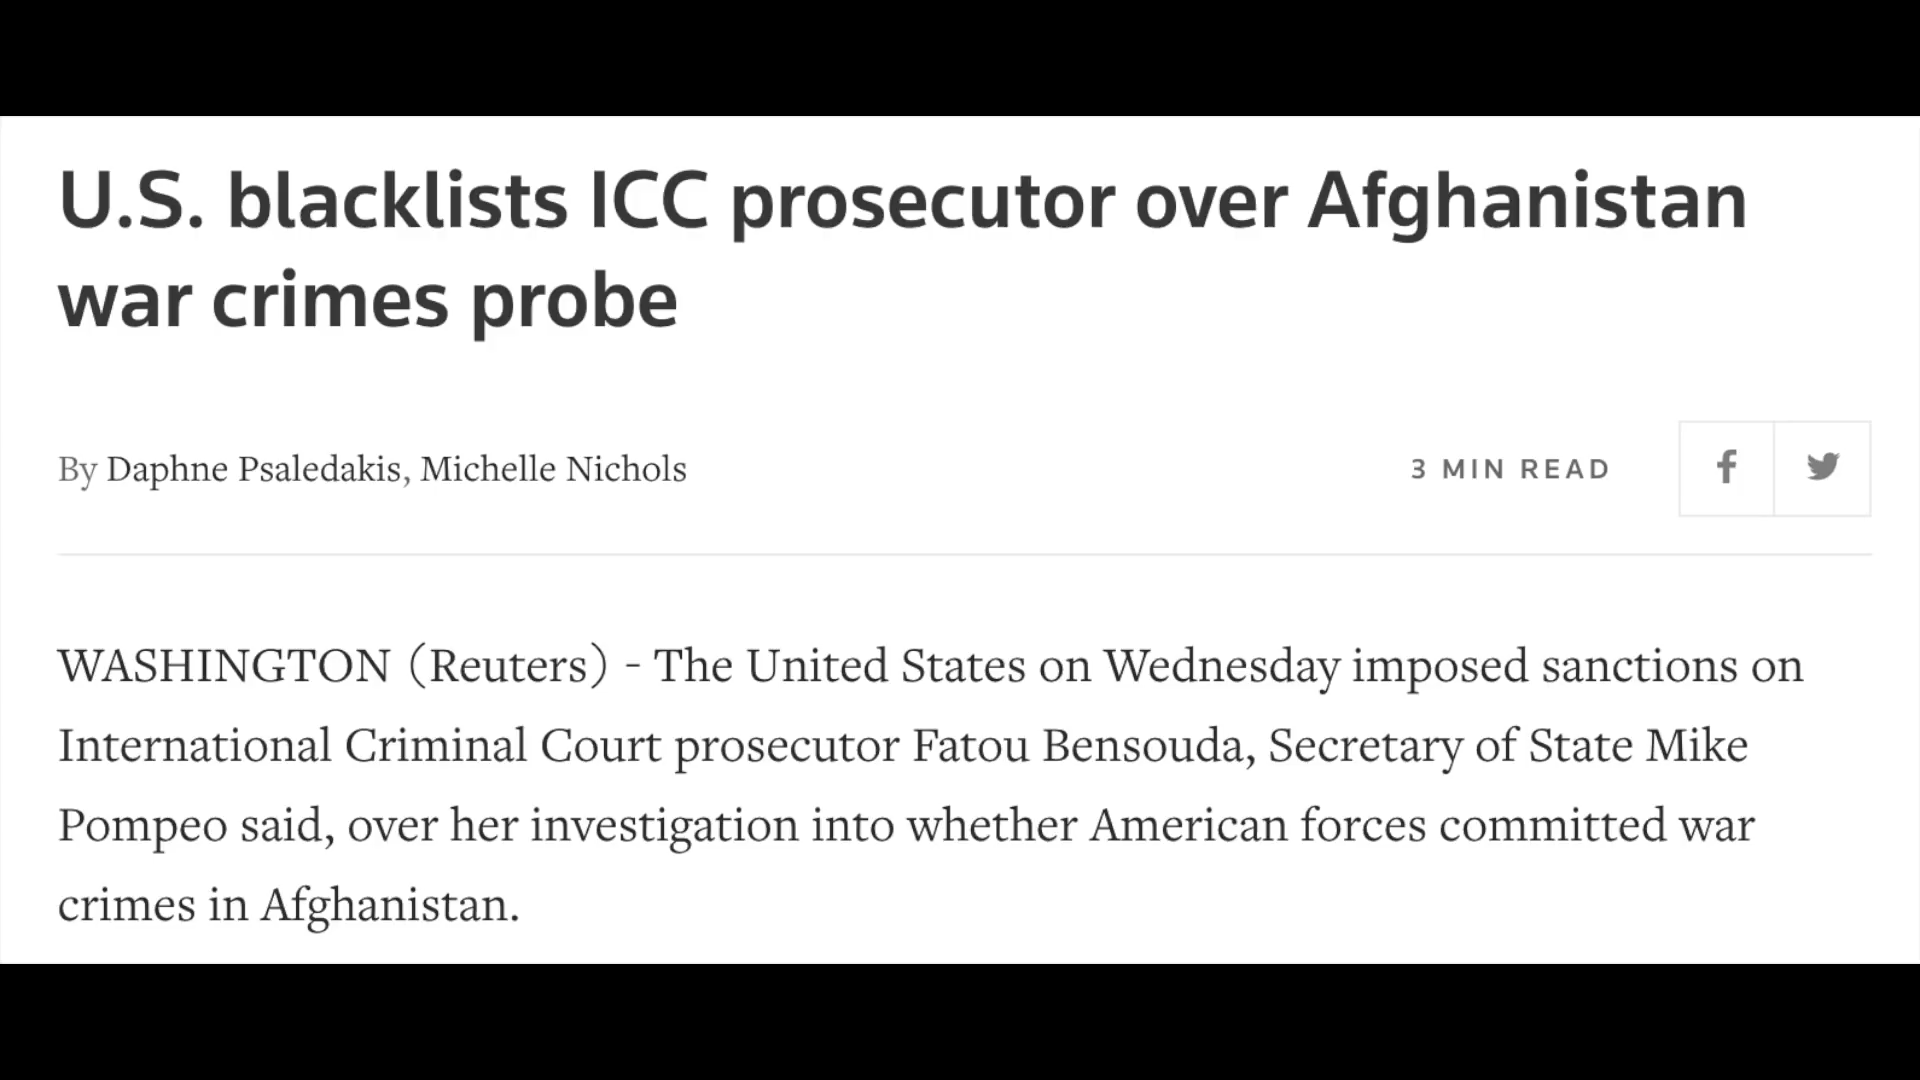 U.S. blacklists ICC prosecutor over Afghanistan
war crimes probe
By Daphne Psaledakis, Michelle Nichols
3 MIN READ
WASHINGTON (Reuters) - The United States on Wednesday imposed sanctions on
International Criminal Court prosecutor Fatou Bensouda, Secretary of State Mike
Pompeo said, over her investigation into whether American forces committed war
crimes in Afghanistan.